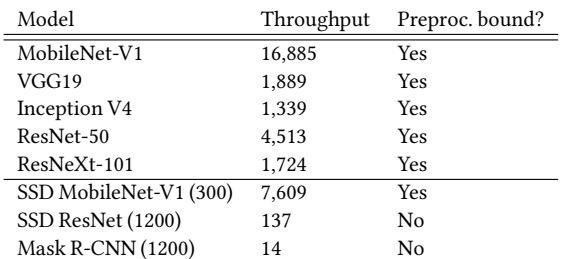 Model Throughput Preproc. bound?
MobileNet-V1 16,885 Yes
VGG19 1,889 Yes
Inception V4 1,339 Yes
ResNet-50 4,513 Yes
ResNeXt-101 1,724 Yes
SSD MobileNet-V1 (300) 7,609 Yes
SSD ResNet (1200) 137 No
Mask R-CNN (1200) 14 No